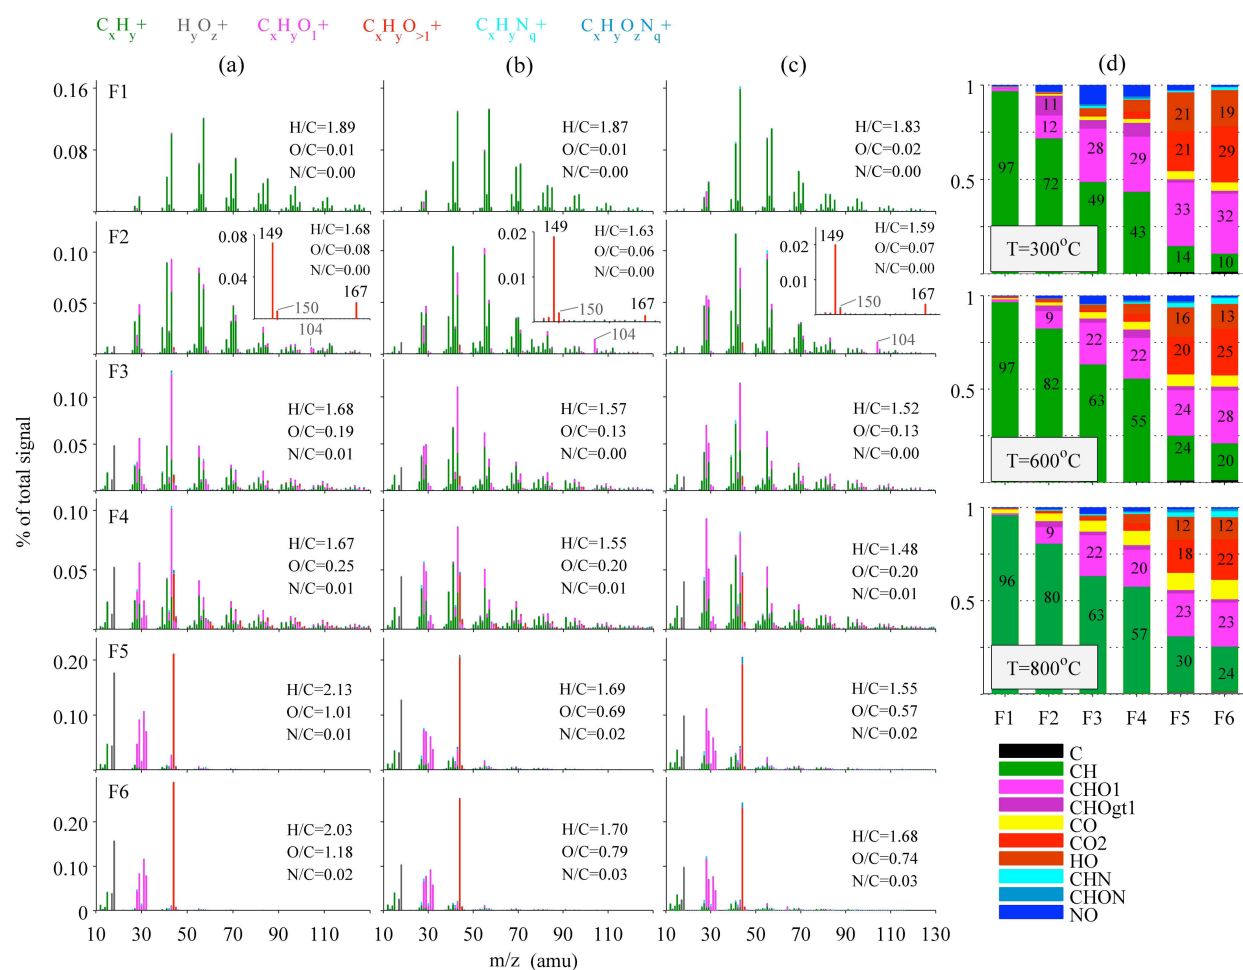 CxHy+ HyOz+ CxHyO1+ CxHyO>1+ CxHyNq+ CxHyOzNq+
(a) (b) (c) (d)
% of total signal
F1
0.16
0.08
H/C=1.89
O/C=0.01
N/C=0.00
H/C=1.87
O/C=0.01
N/C=0.00
H/C=1.83
O/C=0.02
N/C=0.00
F2
0.10
0.05
0
0.08
0.04
149
150
167
104
H/C=1.68
O/C=0.08
N/C=0.00
0.02
0.01
149
150
167
104
H/C=1.63
O/C=0.06
N/C=0.00
0.02
0.01
149
150
167
104
H/C=1.59
O/C=0.07
N/C=0.00
F3
0.10
0.05
0
H/C=1.68
O/C=0.19
N/C=0.01
H/C=1.57
O/C=0.13
N/C=0.00
H/C=1.52
O/C=0.13
N/C=0.00
F4
0.10
0.05
0
H/C=1.67
O/C=0.25
N/C=0.01
H/C=1.55
O/C=0.20
N/C=0.01
H/C=1.48
O/C=0.20
N/C=0.01
F5
0.20
0.10
0
H/C=2.13
O/C=1.01
N/C=0.01
H/C=1.69
O/C=0.69
N/C=0.02
H/C=1.55
O/C=0.57
N/C=0.02
F6
0.20
0.10
0
H/C=2.03
O/C=1.18
N/C=0.02
H/C=1.70
O/C=0.79
N/C=0.03
H/C=1.68
O/C=0.74
N/C=0.03
10 30 50 70 90 110
10 30 50 70 90 110
10 30 50 70 90 110 130
m/z (amu)
1
0.5
97
72 12 11
49 28
43 29
14 33 21 21
10 32 29 19
T=300°C
1
0.5
97
82 9
63 22
55 22
24 24 20 16
20 28 25 13
T=600°C
1
0.5
96
80 9
63 22
57 20
30 23 18 12
24 23 22 12
T=800°C
F1 F2 F3 F4 F5 F6
C
CH
CHO1
CHOgt1
CO
CO2
HO
CHN
CHON
NO